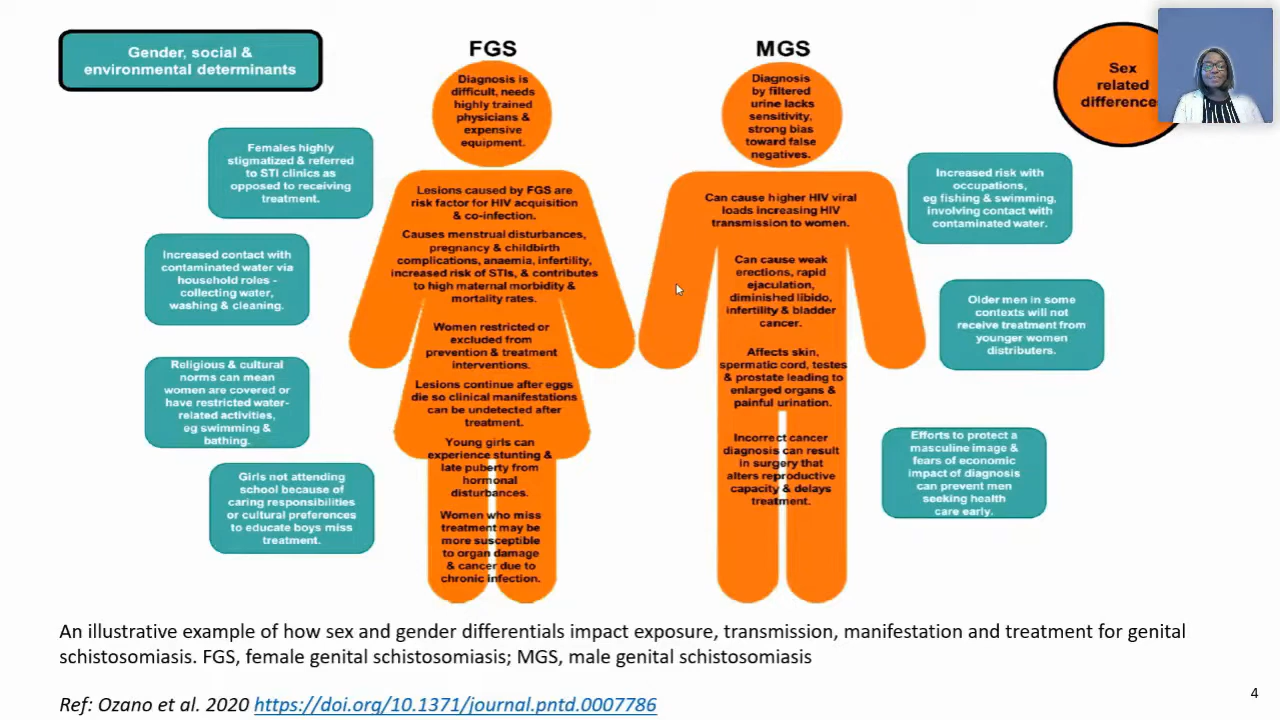 Gender, social &
environmental determinants
FGS
MGS
Sex
related
difference
Diagnosis is
difficult, needs
highly trained
physicians &
expensive
equipment.
Diagnosis
by filtered
urine lacks
sensitivity,
strong bias
toward false
negatives.
Females highly
stigmatized & referred
to STI clinics as
opposed to receiving
treatment.
Increased contact with
contaminated water via
household roles -
collecting water,
washing & cleaning.
Religious & cultural
norms can mean
women are covered or
have restricted water-
related activities,
eg swimming &
bathing.
Girls not attending
school because of
caring responsibilities
or cultural preferences
to educate boys miss
treatment.
Lesions caused by FGS are
risk factor for HIV acquisition
& co-infection.
Causes menstrual disturbances,
pregnancy & childbirth
complications, anaemia, infertility,
increased risk of STIs, & contributes
to high maternal morbidity &
mortality rates.
Women restricted or
excluded from
prevention & treatment
interventions.
Lesions continue after eggs
die so clinical manifestations
can be undetected after
treatment.
Young girls can
experience stunting &
late puberty from
hormonal
disturbances.
Women who miss
treatment may be
more susceptible
to organ damage
& cancer due to
chronic infection.
Can cause higher HIV viral
loads increasing HIV
transmission to women.
Can cause weak
erections, rapid
ejaculation,
diminished libido,
infertility & bladder
cancer.
Affects skin,
spermatic cord, testes
& prostate leading to
enlarged organs &
painful urination.
Incorrect cancer
diagnosis can result
in surgery that
alters reproductive
capacity & delays
treatment.
Increased risk with
occupations,
eg fishing & swimming,
involving contact with
contaminated water.
Older men in some
contexts will not
receive treatment from
younger women
distributers.
Efforts to protect a
masculine image &
fears of economic
impact of diagnosis
can prevent men
seeking health
care early.
An illustrative example of how sex and gender differentials impact exposure, transmission, manifestation and treatment for genital
schistosomiasis. FGS, female genital schistosomiasis; MGS, male genital schistosomiasis
Ref: Ozano et al. 2020 https://doi.org/10.1371/journal.pntd.0007786
4